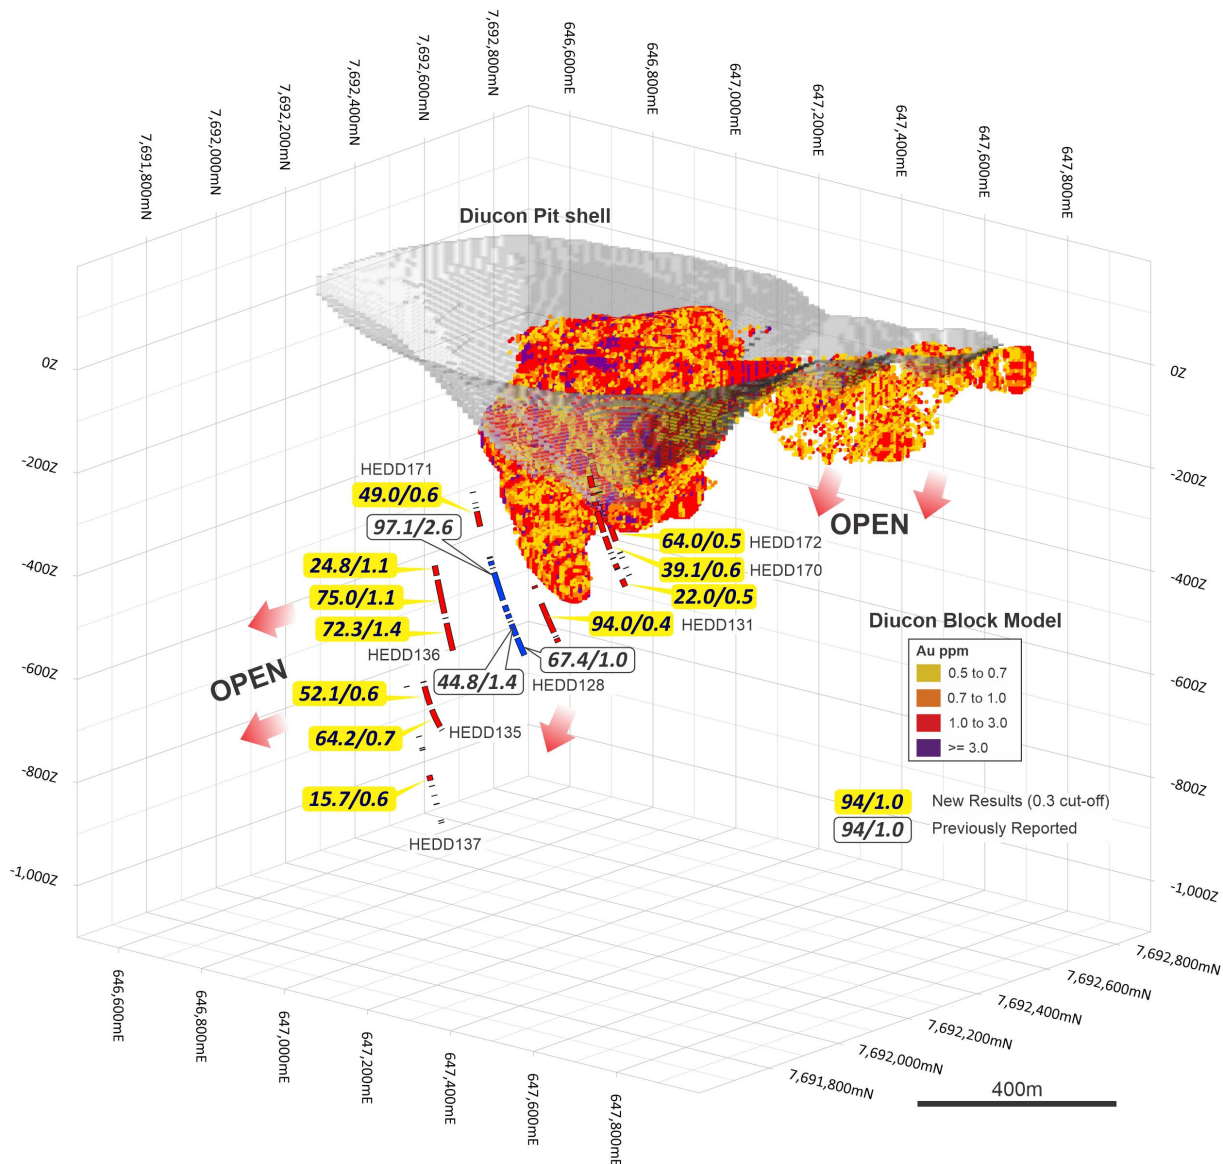 7,691,800mN
7,692,000mN
7,692,200mN
7,692,400mN
7,692,600mN
7,692,800mN
646,600mE
646,800mE
647,000mE
647,200mE
647,400mE
647,600mE
647,800mE
Diucon Pit shell
0Z
-200Z
-400Z
-600Z
-800Z
-1,000Z
0Z
-200Z
-400Z
-600Z
-800Z
-1,000Z
HEDD171
49.0/0.6
97.1/2.6
24.8/1.1
75.0/1.1
72.3/1.4
HEDD136
OPEN
52.1/0.6
64.2/0.7
HEDD135
15.7/0.6
HEDD137
44.8/1.4
67.4/1.0
HEDD128
94.0/0.4 HEDD131
64.0/0.5 HEDD172
39.1/0.6 HEDD170
22.0/0.5
OPEN
Diucon Block Model
Au ppm
0.5 to 0.7
0.7 to 1.0
1.0 to 3.0
>= 3.0
94/1.0 New Results (0.3 cut-off)
94/1.0 Previously Reported
646,600mE
646,800mE
647,000mE
647,200mE
647,400mE
647,600mE
647,800mE
7,692,800mN
7,692,600mN
7,692,400mN
7,692,200mN
7,692,000mN
7,691,800mN
400m